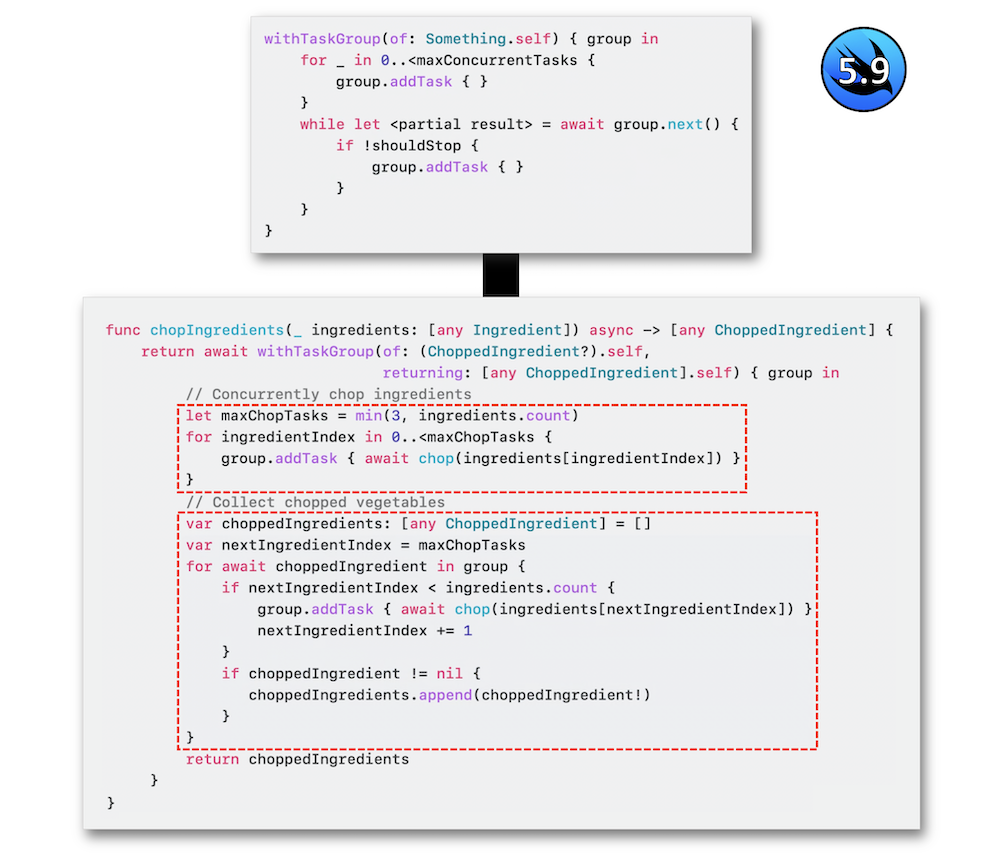 withTaskGroup(of: Something.self) { group in
    for _ in 0..<maxConcurrentTasks {
        group.addTask { }
    }
    while let <partial result> = await group.next() {
        if !shouldStop {
            group.addTask { }
        }
    }
}
5.9
func chopIngredients(_ ingredients: [any Ingredient]) async -> [any ChoppedIngredient] {
    return await withTaskGroup(of: (ChoppedIngredient?).self,
                               returning: [any ChoppedIngredient].self) { group in
         // Concurrently chop ingredients
         let maxChopTasks = min(3, ingredients.count)
         for ingredientIndex in 0..<maxChopTasks {
             group.addTask { await chop(ingredients[ingredientIndex]) }
         }
         // Collect chopped vegetables
         var choppedIngredients: [any ChoppedIngredient] = []
         var nextIngredientIndex = maxChopTasks
         for await choppedIngredient in group {
             if nextIngredientIndex < ingredients.count {
                 group.addTask { await chop(ingredients[nextIngredientIndex]) }
                 nextIngredientIndex += 1
             }
             if choppedIngredient != nil {
                choppedIngredients.append(choppedIngredient!)
             }
         }
         return choppedIngredients
     }
}